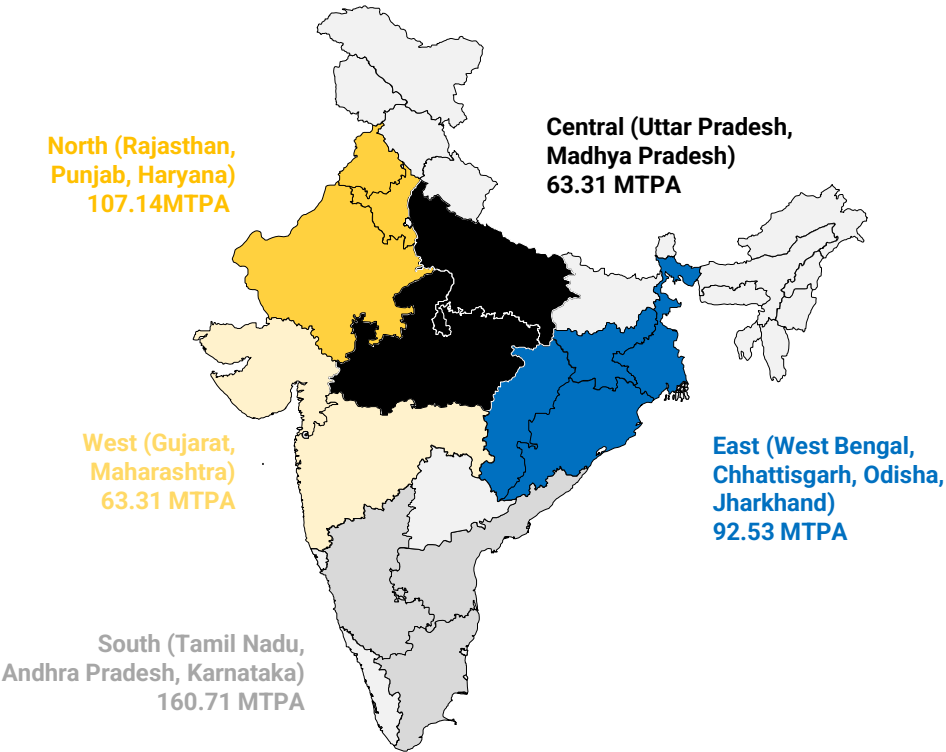 North (Rajasthan,
Punjab, Haryana)
107.14MTPA
Central (Uttar Pradesh,
Madhya Pradesh)
63.31 MTPA
West (Gujarat,
Maharashtra)
63.31 MTPA
East (West Bengal,
Chhattisgarh, Odisha,
Jharkhand)
92.53 MTPA
South (Tamil Nadu,
Andhra Pradesh, Karnataka)
160.71 MTPA